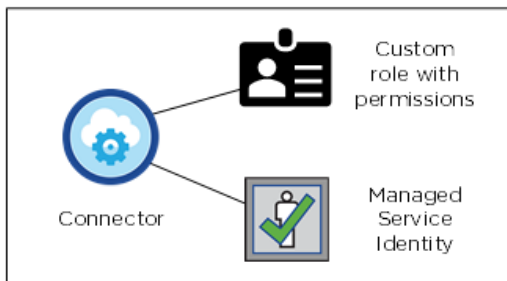 Custom
role with
permissions
Connector
Managed
Service
Identity